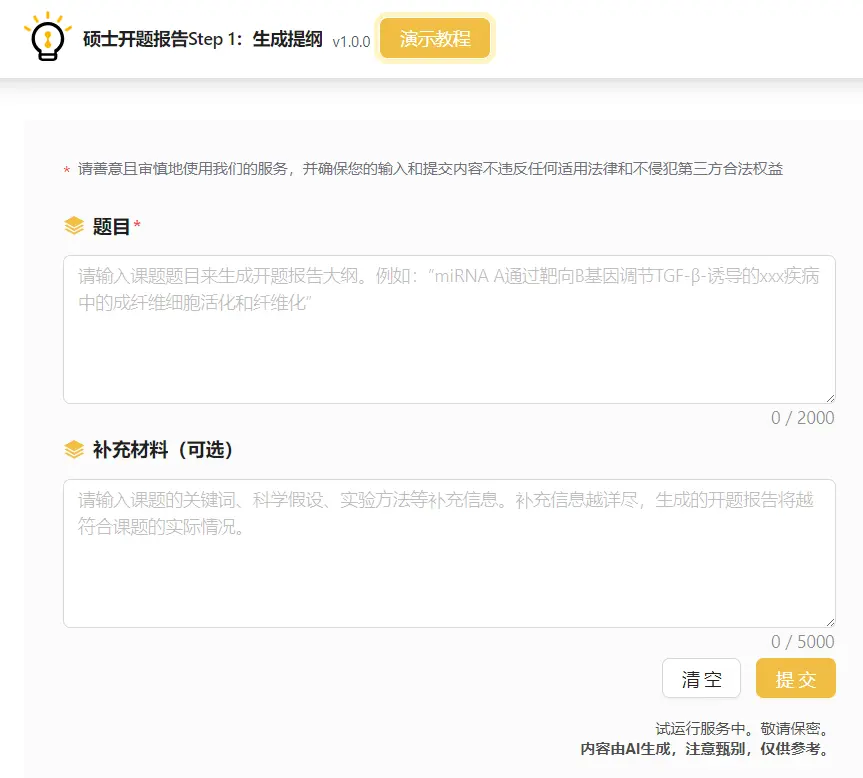 硕士开题报告Step 1：生成提纲 v1.0.0 演示教程
* 请善意且审慎地使用我们的服务，并确保您的输入和提交内容不违反任何适用法律和不侵犯第三方合法权益
题目*
请输入课题题目来生成开题报告大纲。例如：“miRNA A通过靶向B基因调节TGF-β-诱导的xxx疾病
中的成纤维细胞活化和纤维化”
0 / 2000
补充材料（可选）
请输入课题的关键词、科学假设、实验方法等补充信息。补充信息越详尽，生成的开题报告将越
符合课题的实际情况。
0 / 5000
清空 提交
试运行服务中。敬请保密。
内容由AI生成，注意甄别，仅供参考。